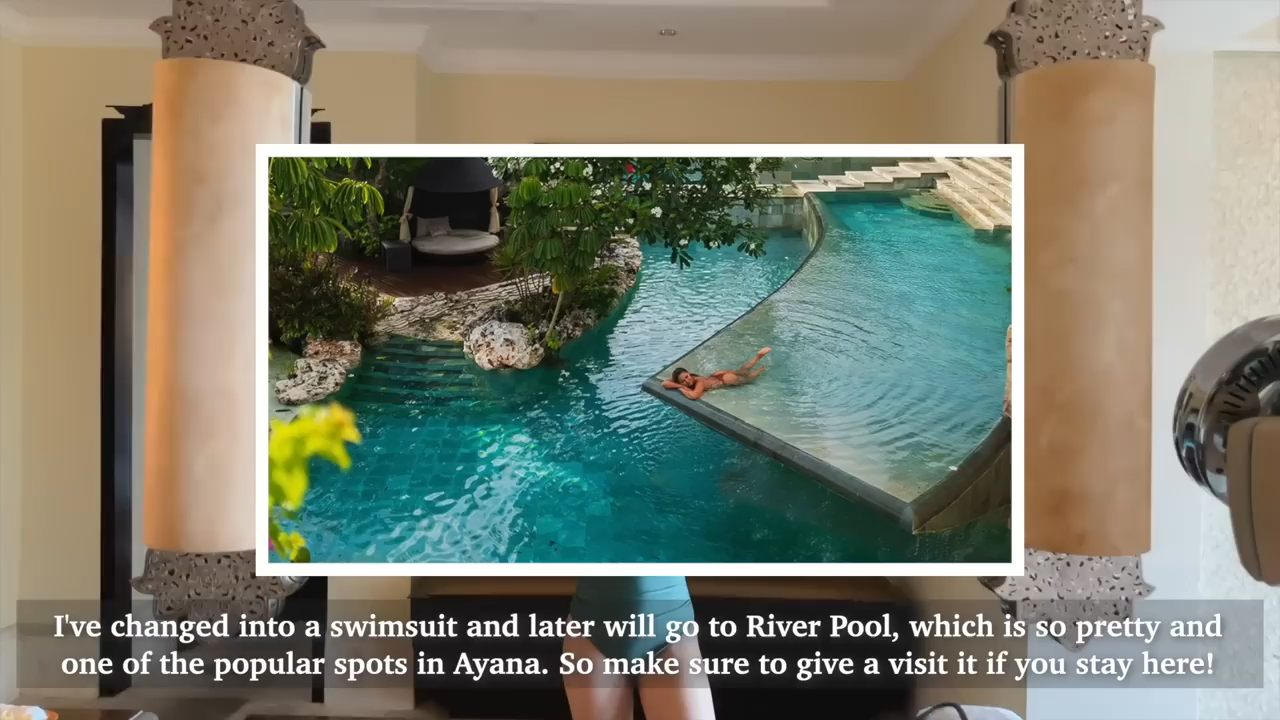 I've changed into a swimsuit and later will go to River Pool, which is so pretty and
one of the popular spots in Ayana. So make sure to give a visit it if you stay here!